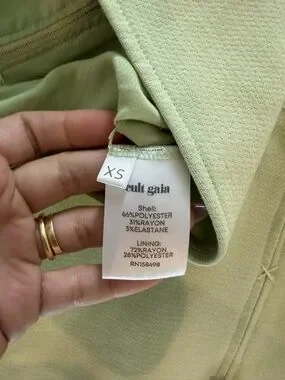 XS
cult gaia
Shell:
66%POLYESTER
31%RAYON
3%ELASTANE
LINING:
72%RAYON
28%POLYESTER
RN158498